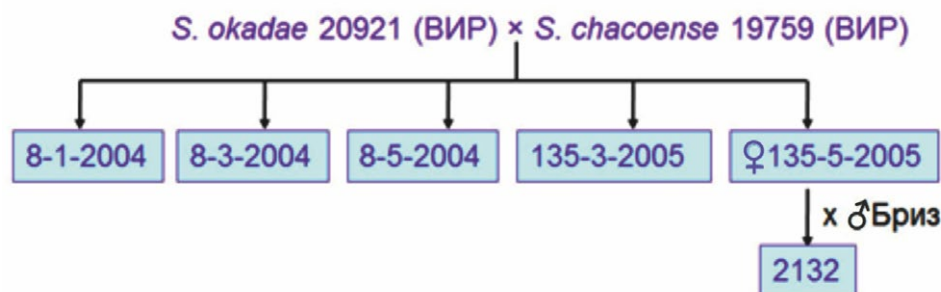 S. okadae 20921 (ВИР) × S. chacoense 19759 (ВИР)
8-1-2004 8-3-2004 8-5-2004 135-3-2005 ♀135-5-2005
x ♂Бриз
2132